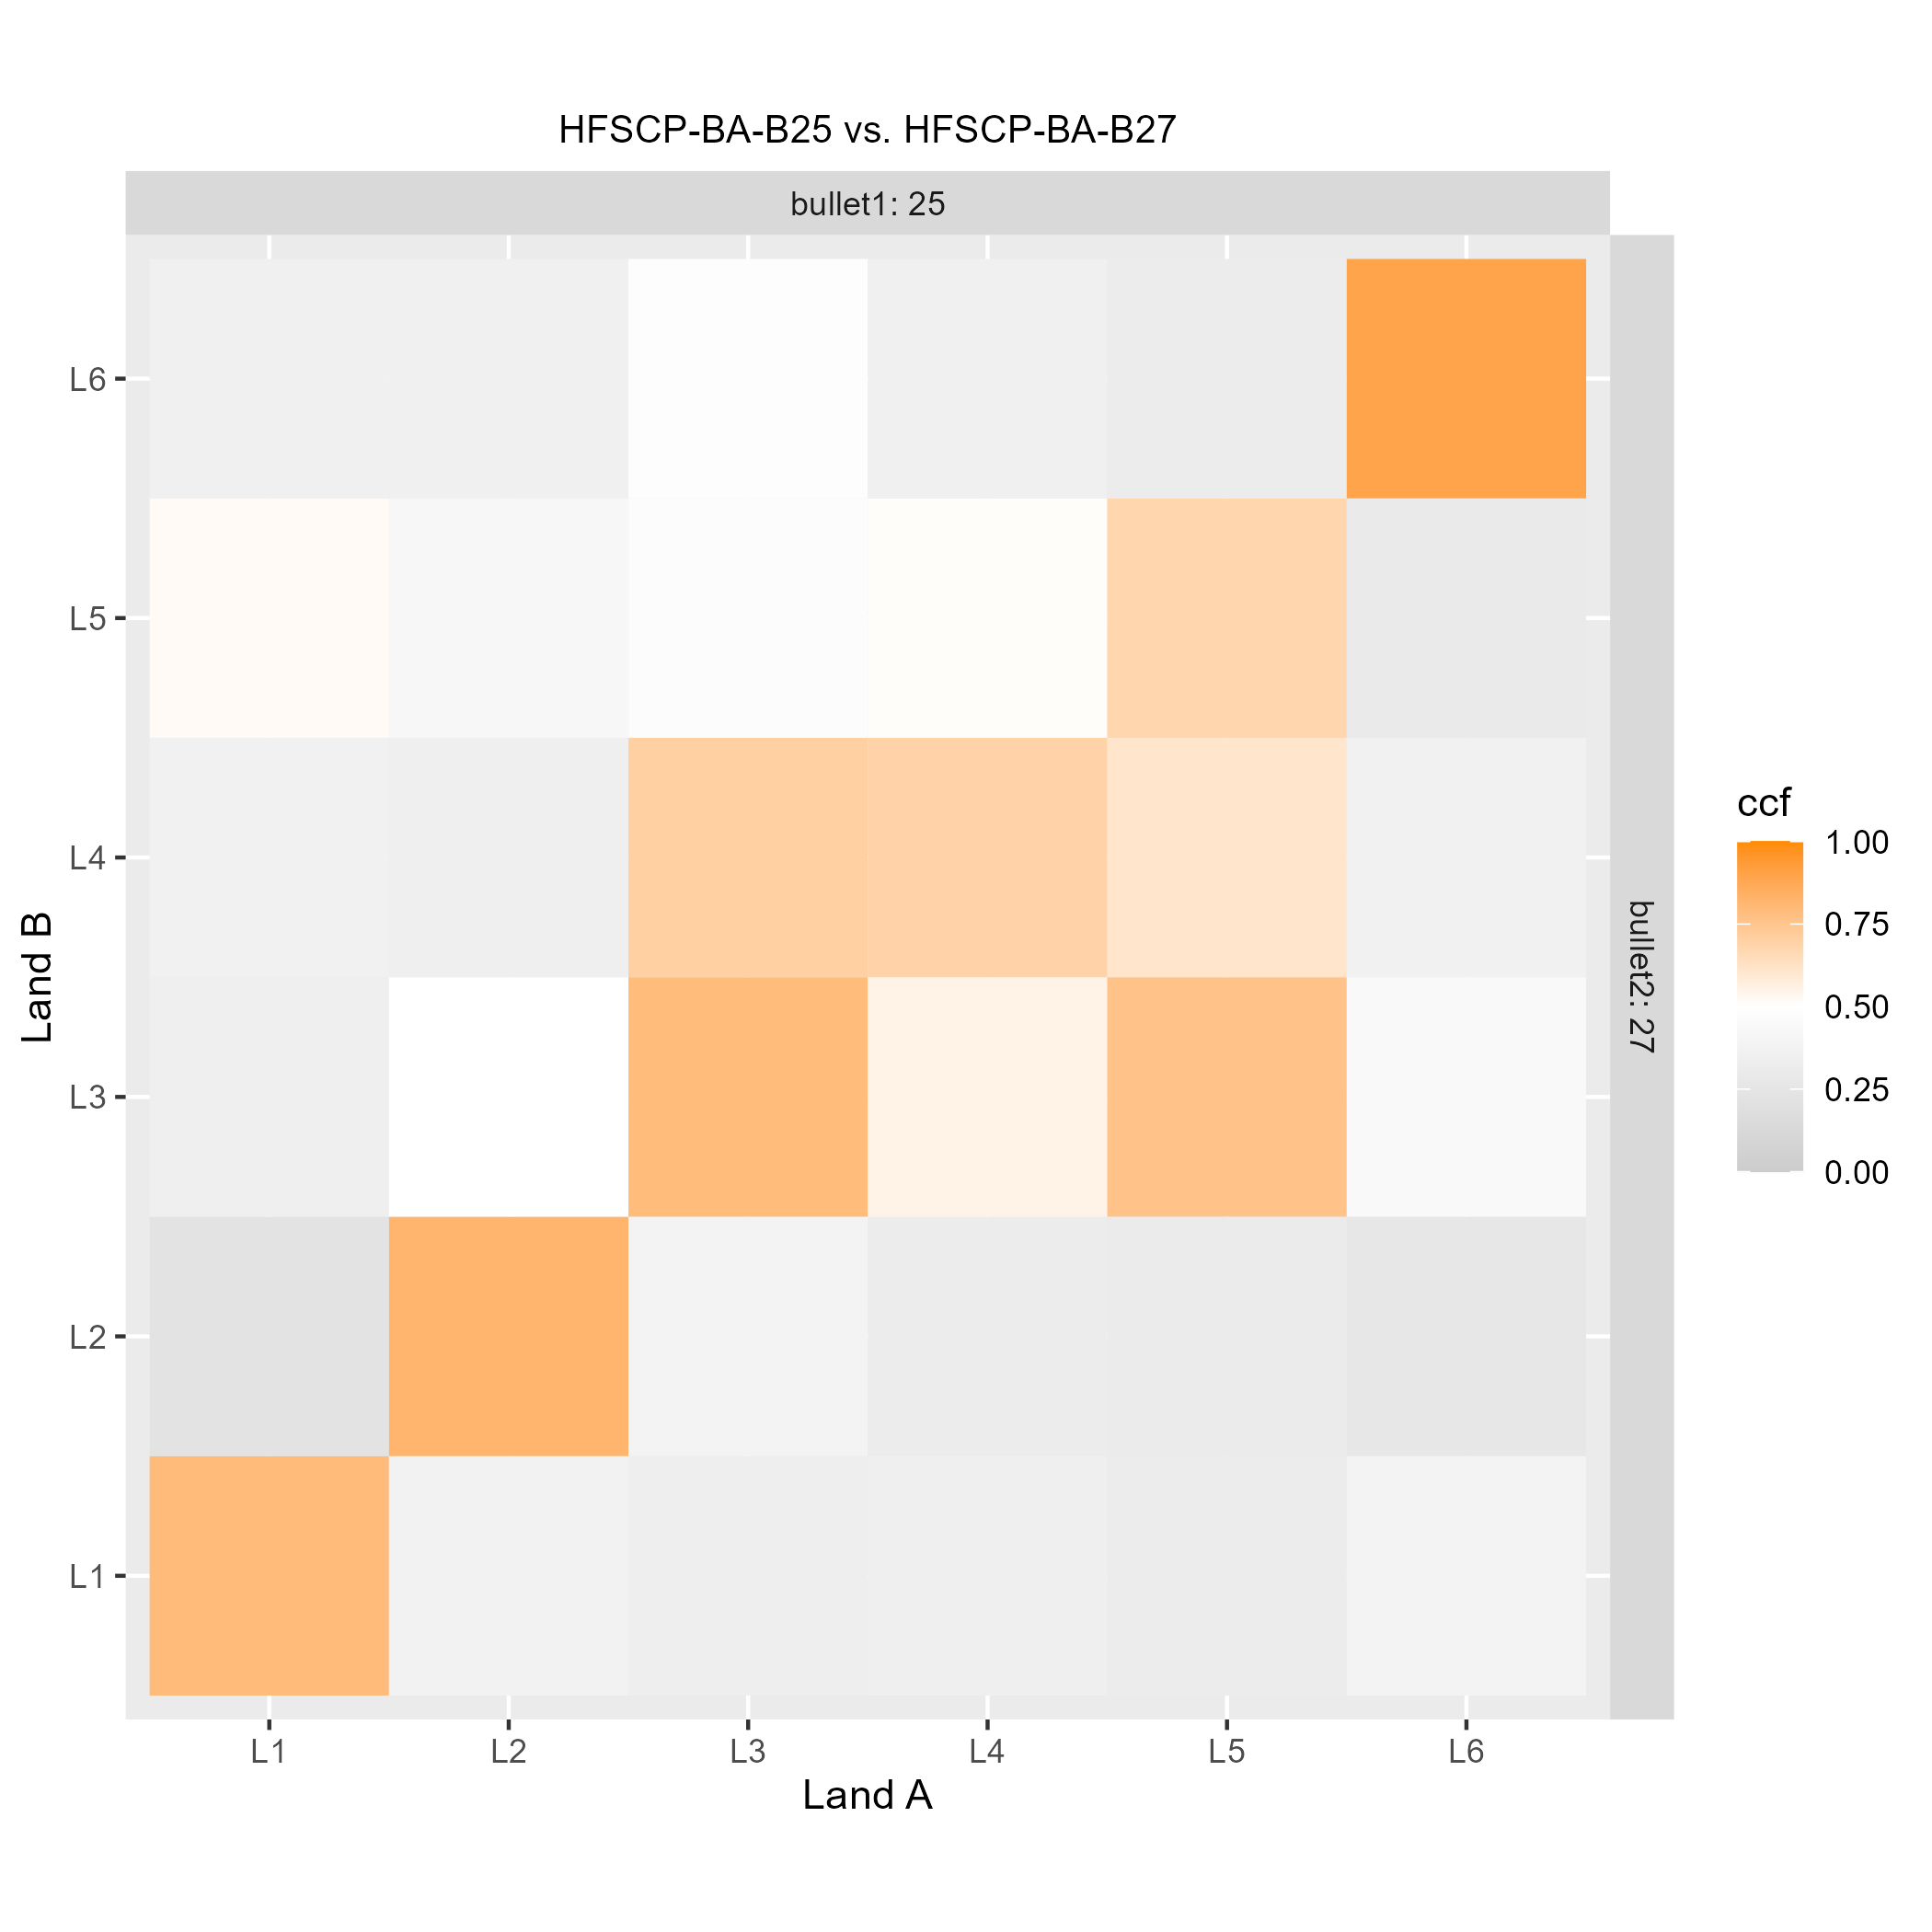 HFSCP-BA-B25 vs. HFSCP-BA-B27
bullet1: 25
L6
L5
L4
L3
L2
L1
Land B
bullet2: 27
L1
L2
L3
L4
L5
L6
Land A
ccf
1.00
0.75
0.50
0.25
0.00